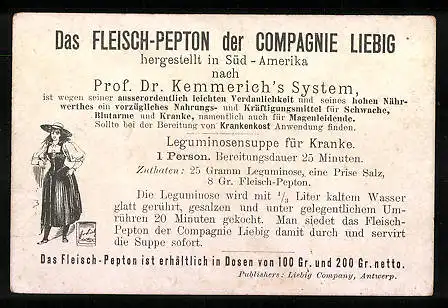 Das FLEISCH-PEPTON der COMPAGNIE LIEBIG
hergestellt in Süd-Amerika
nach
Prof. Dr. Kemmerich's System,
ist wegen seiner ausserordentlich leichten Verdaulichkeit und seines hohen Nähr-
werthes ein vorzügliches Nahrungs- und Kräftigungsmittel für Schwache,
Blutarme und Kranke, namentlich auch für Magenleidende.
Sollte bei der Bereitung von Krankenkost Anwendung finden.
Leguminosensuppe für Kranke.
1 Person. Bereitungsdauer 25 Minuten.
Zuthaten: 25 Gramm Leguminose, eine Prise Salz,
8 Gr. Fleisch-Pepton.
Die Leguminose wird mit 1/3 Liter kaltem Wasser
glatt gerührt, gesalzen und unter gelegentlichem Um-
rühren 20 Minuten gekocht. Man siedet das Fleisch-
Pepton der Compagnie Liebig damit durch und servirt
die Suppe sofort.
Das Fleisch-Pepton ist erhältlich in Dosen von 100 Gr. und 200 Gr. netto.
Publishers: Liebig Company, Antwerp.